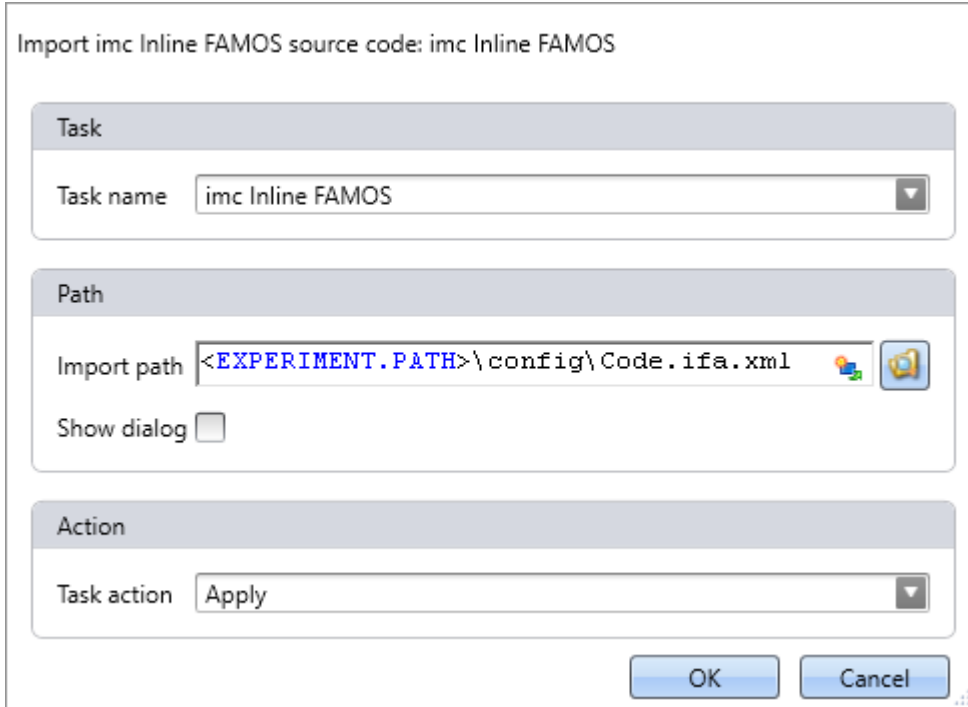 Import imc Inline FAMOS source code: imc Inline FAMOS
Task
Task name imc Inline FAMOS
Path
Import path <EXPERIMENT.PATH>\config\Code.ifa.xml
Show dialog
Action
Task action Apply
OK Cancel